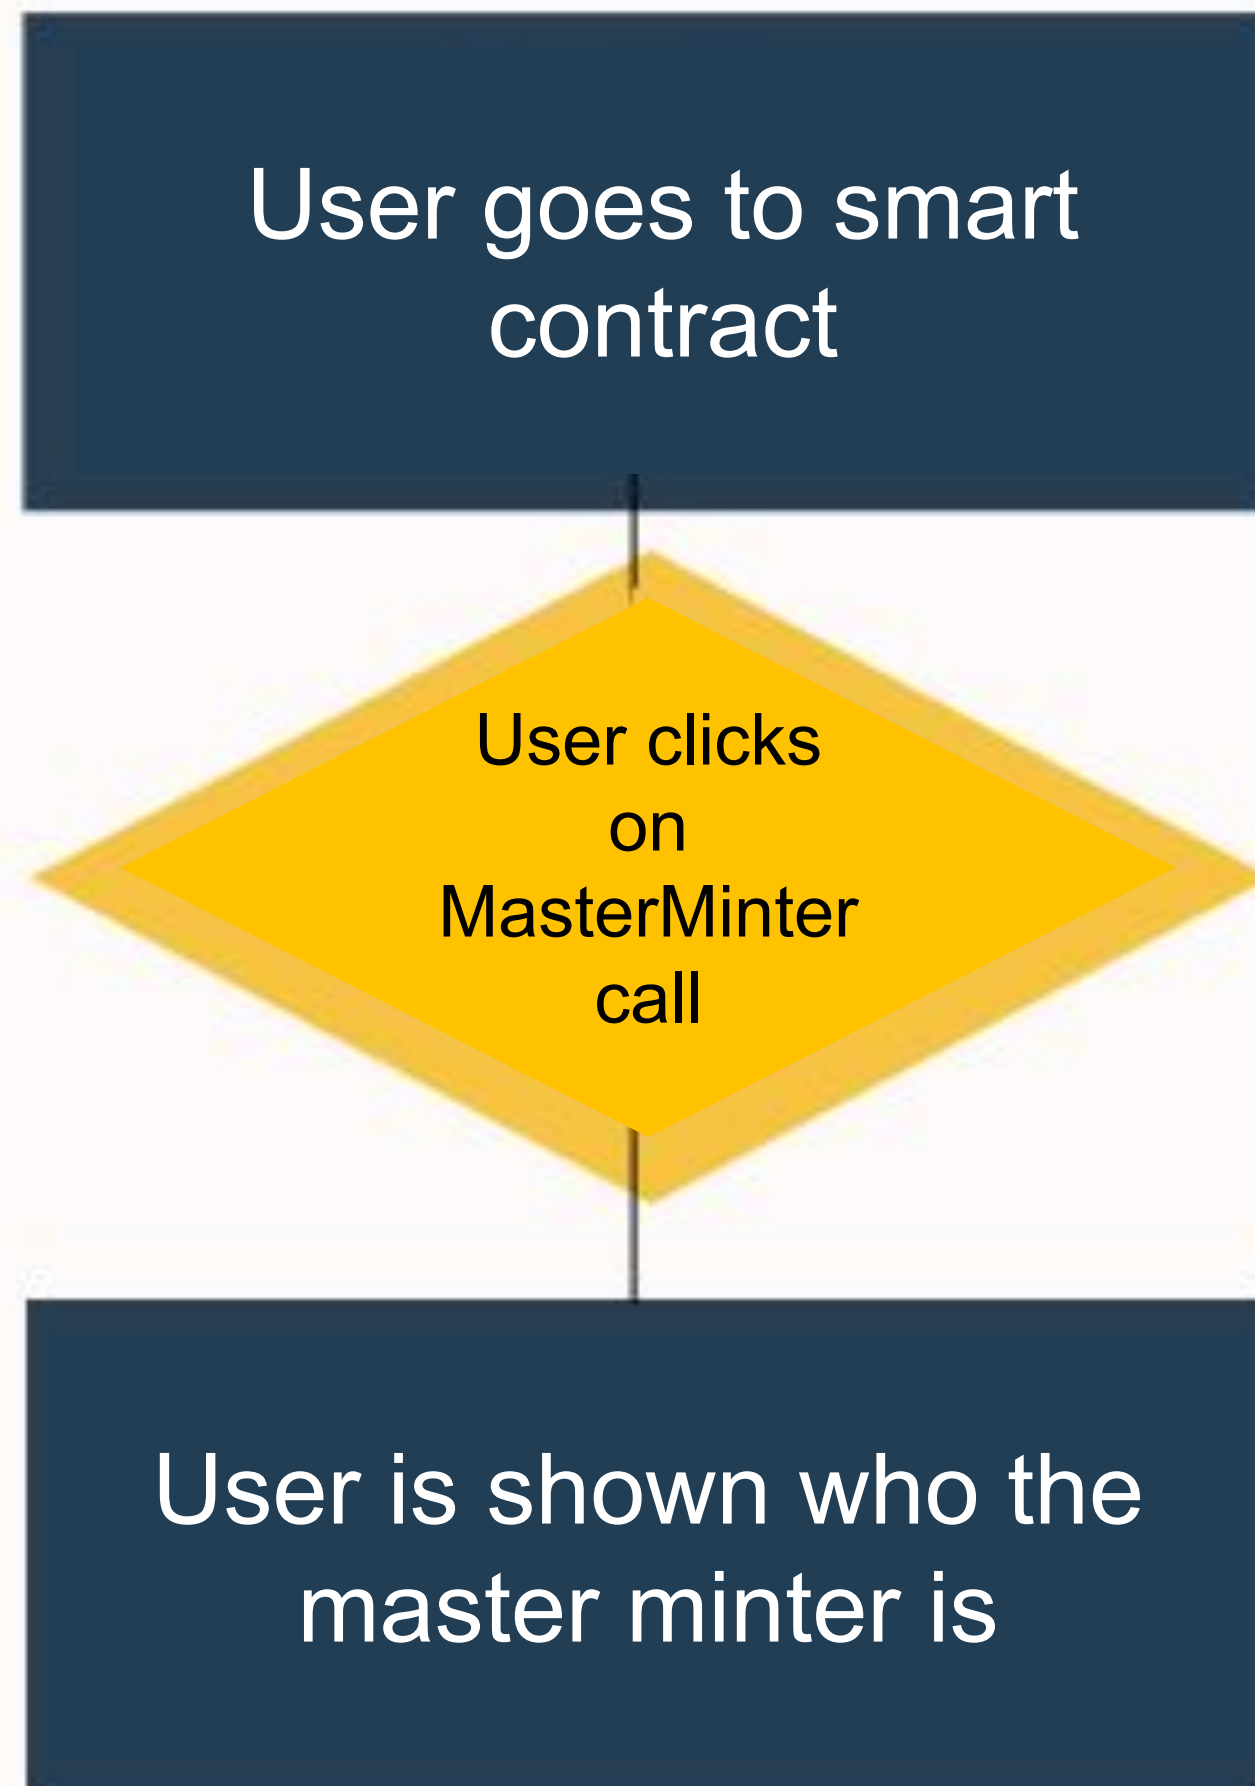 User goes to smart
contract
User clicks
on
MasterMinter
call
User is shown who the
master minter is